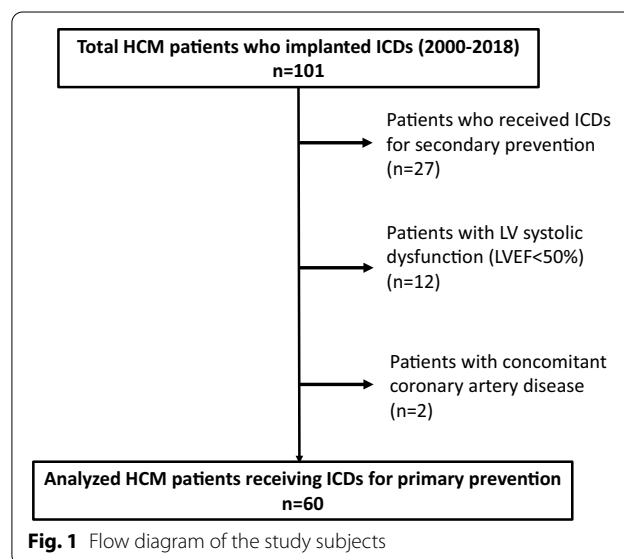 Total HCM patients who implanted ICDs (2000-2018)
n=101
Patients who received ICDs
for secondary prevention
(n=27)
Patients with LV systolic
dysfunction (LVEF<50%)
(n=12)
Patients with concomitant
coronary artery disease
(n=2)
Analyzed HCM patients receiving ICDs for primary prevention
n=60
Fig. 1 Flow diagram of the study subjects